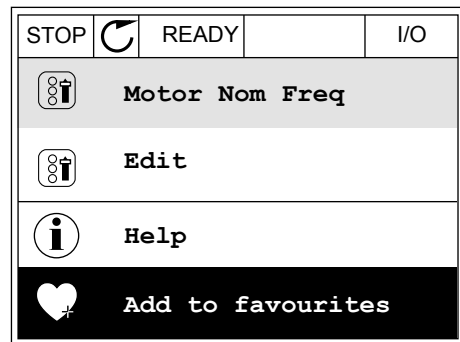 STOP READY I/O
Motor Nom Freq
Edit
Help
Add to favourites